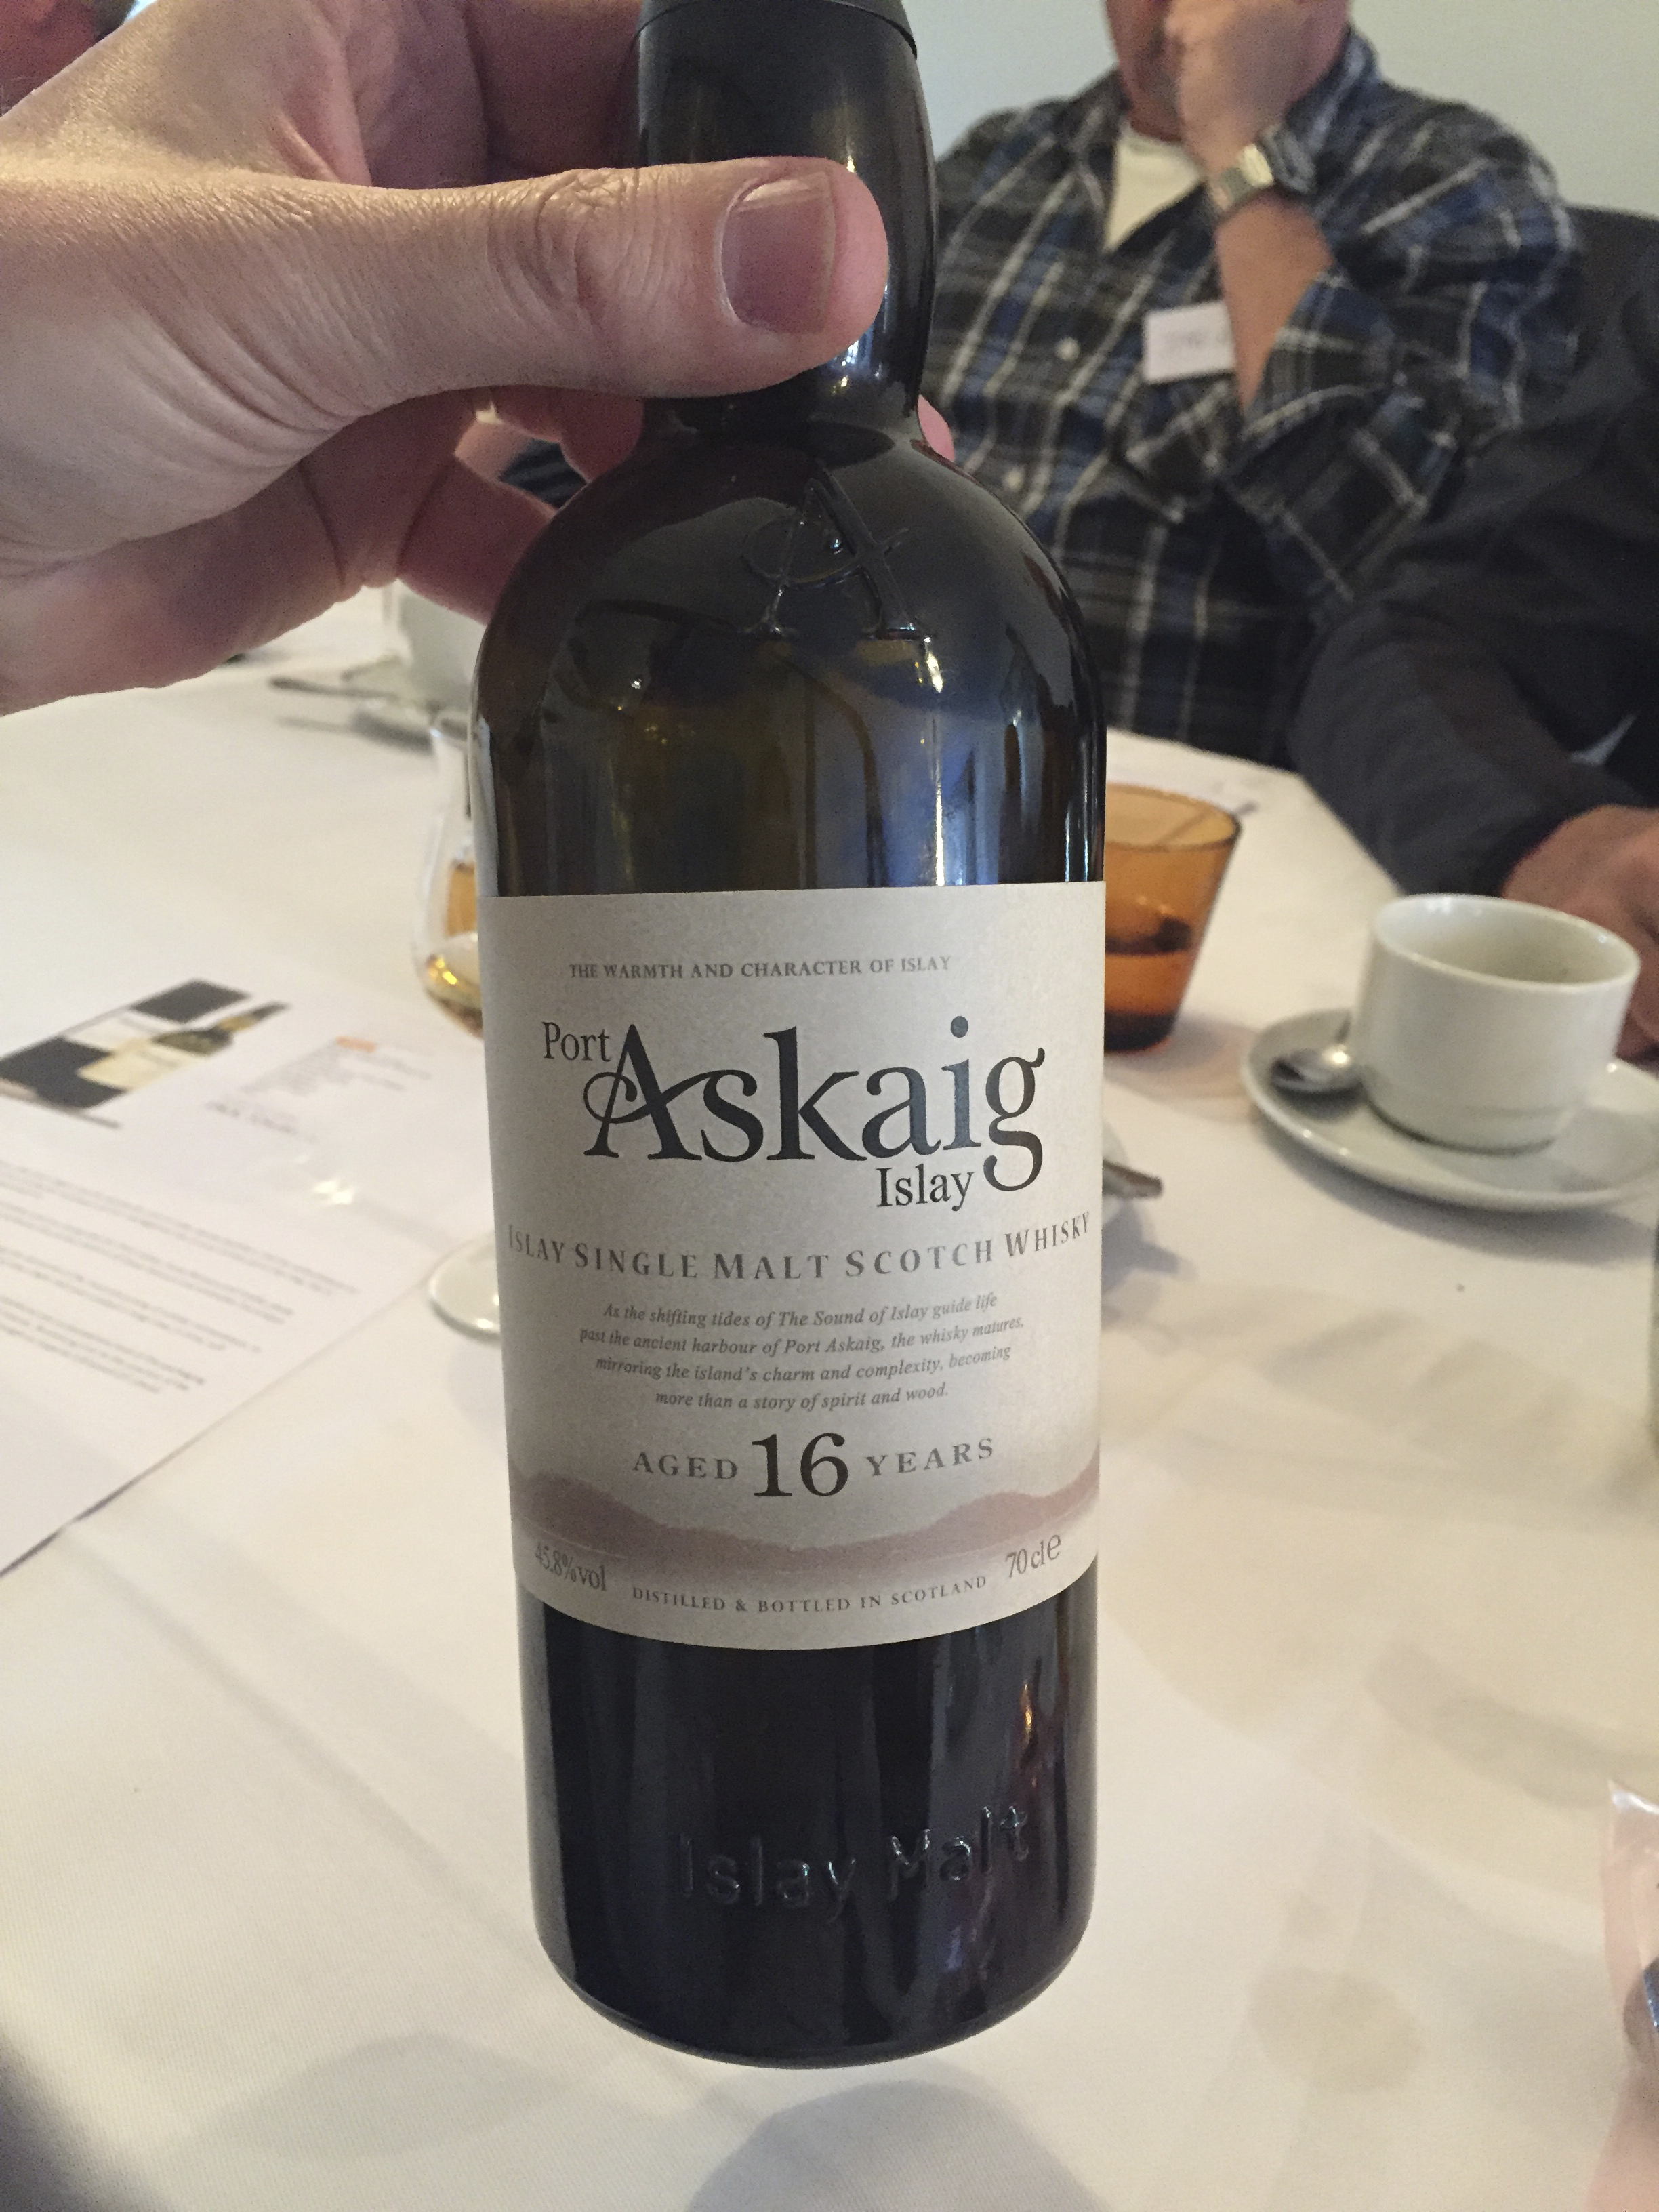 A
THE WARMTH AND CHARACTER OF ISLAY
Port
Askaig
Islay
ISLAY SINGLE MALT SCOTCH WHISKY
As the shifting tides of The Sound of Islay guide life
past the ancient harbour of Port Askaig, the whisky matures,
mirroring the island's charm and complexity, becoming
more than a story of spirit and wood.
AGED 16 YEARS
45.8%vol
DISTILLED & BOTTLED IN SCOTLAND
70 cl e
Islay Malt